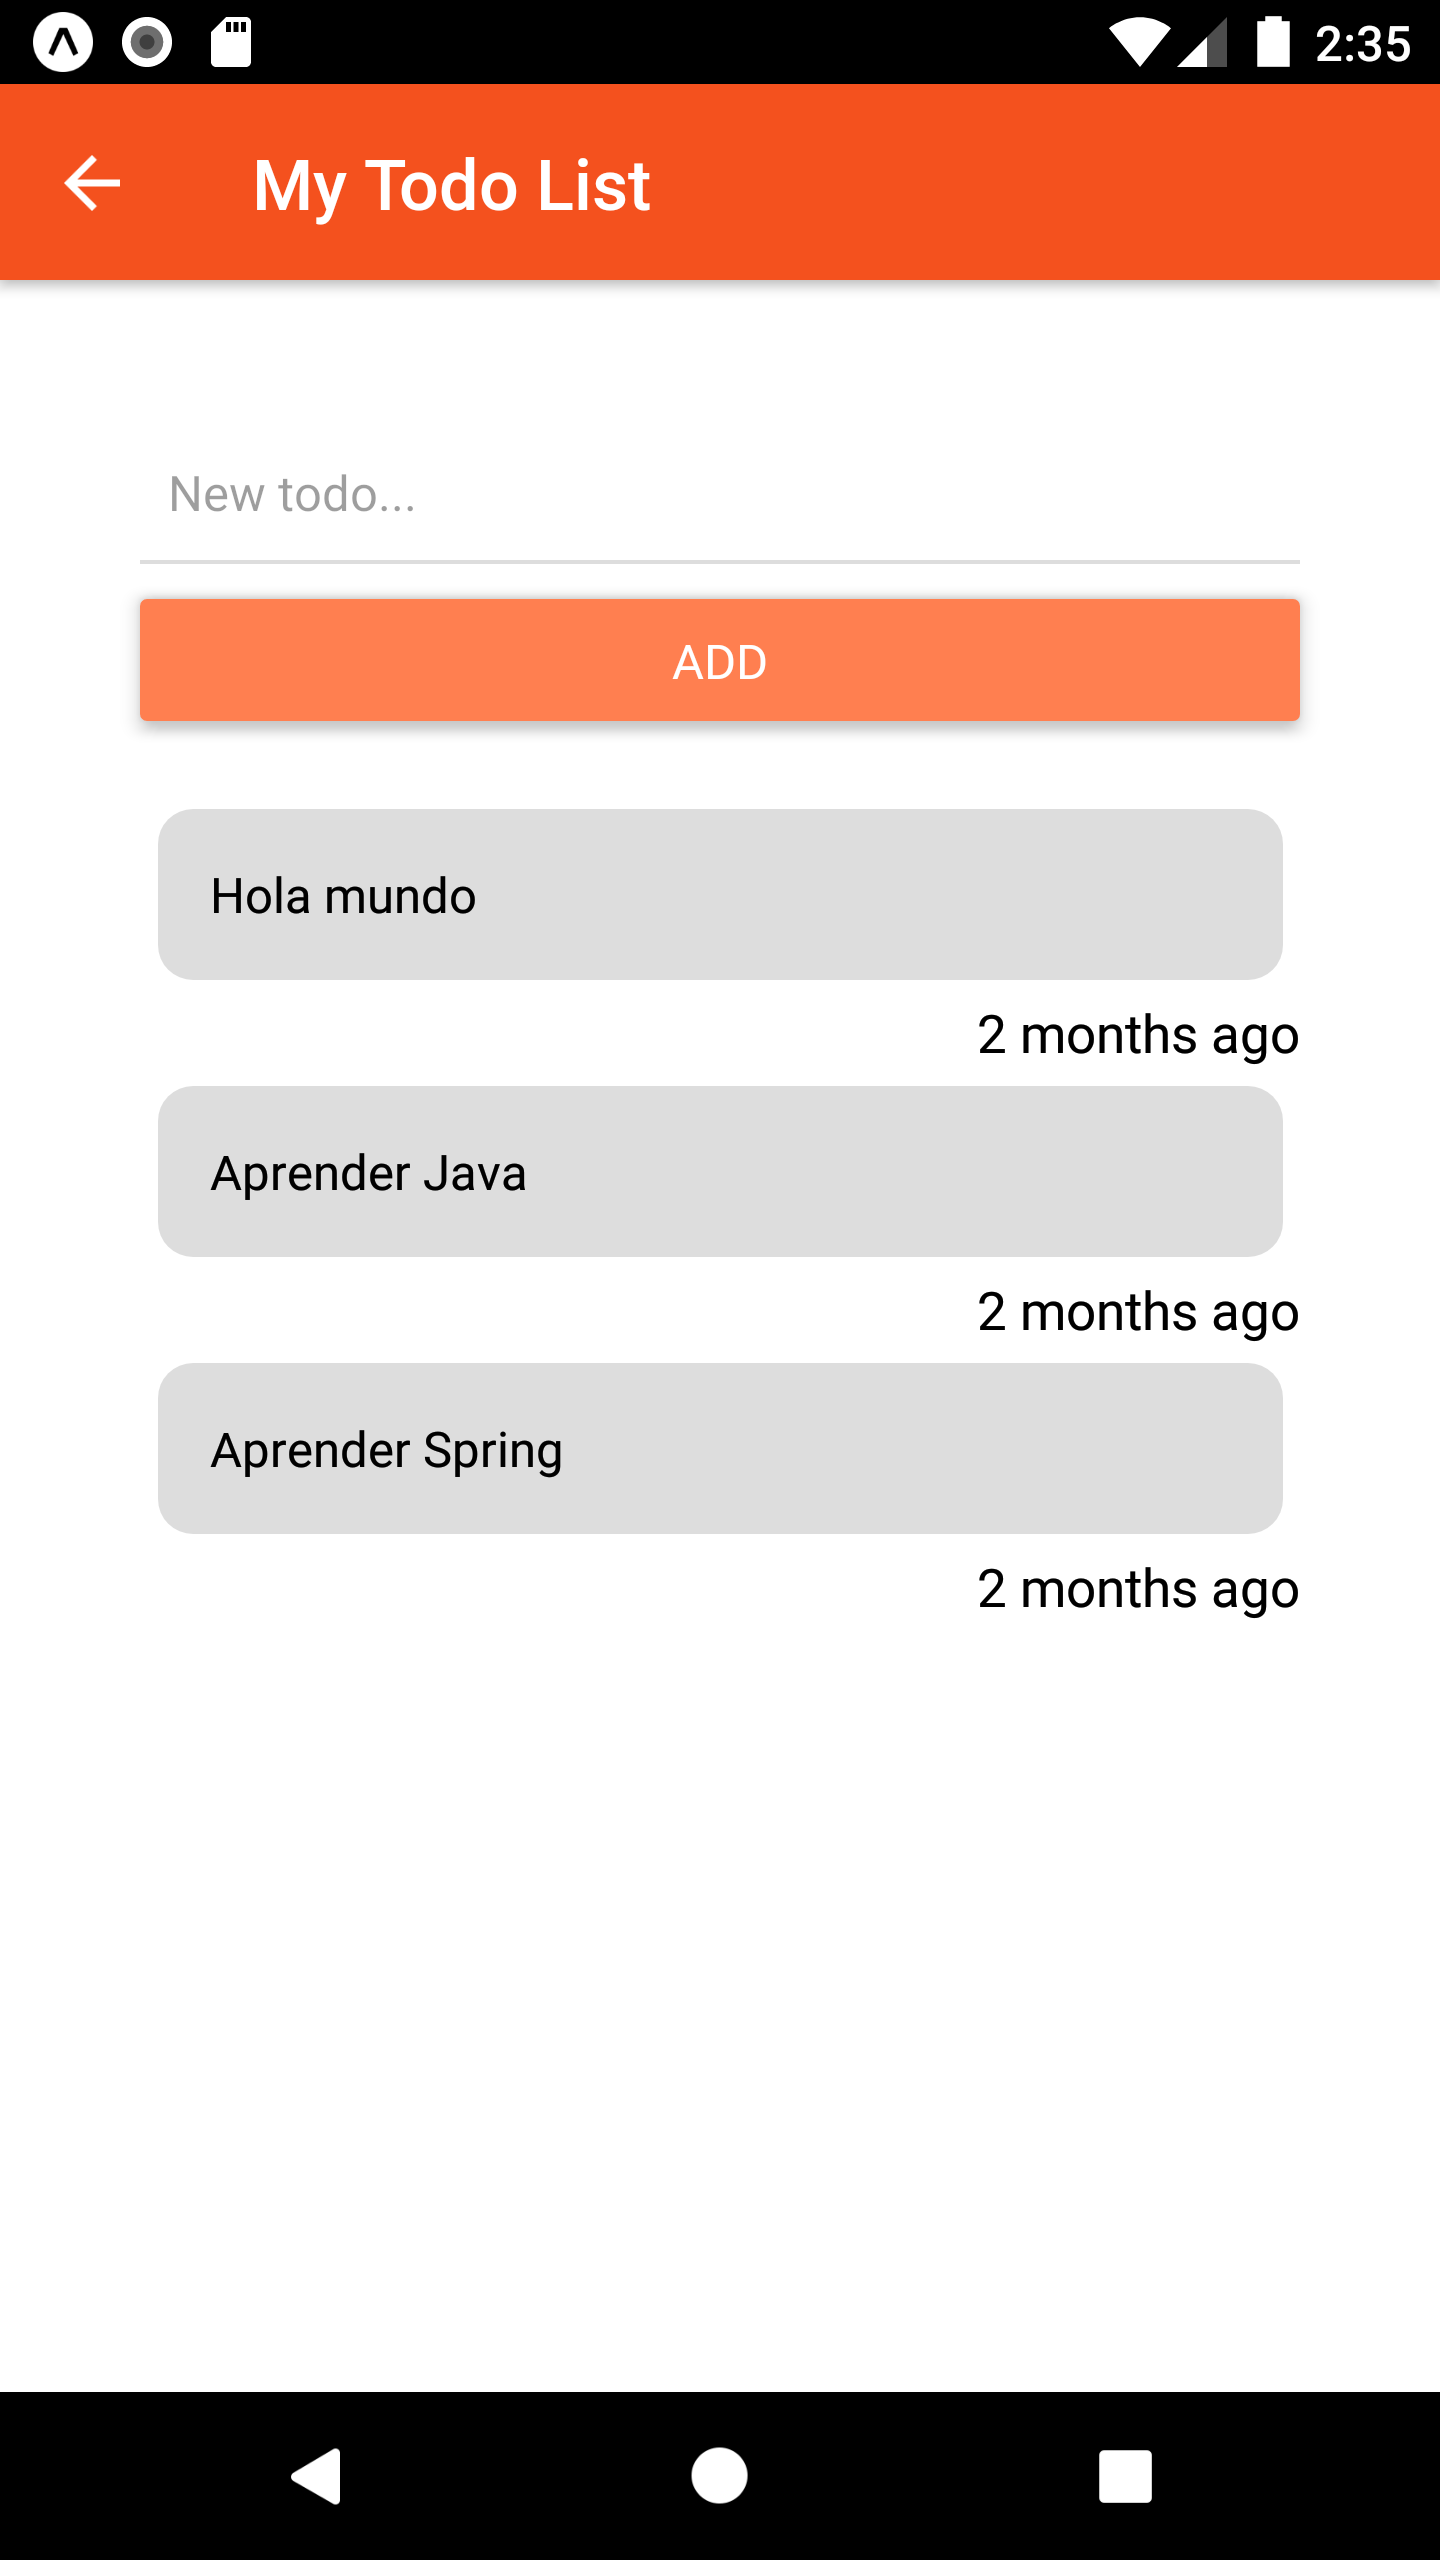 2:35
My Todo List
New todo...
ADD
Hola mundo
2 months ago
Aprender Java
2 months ago
Aprender Spring
2 months ago